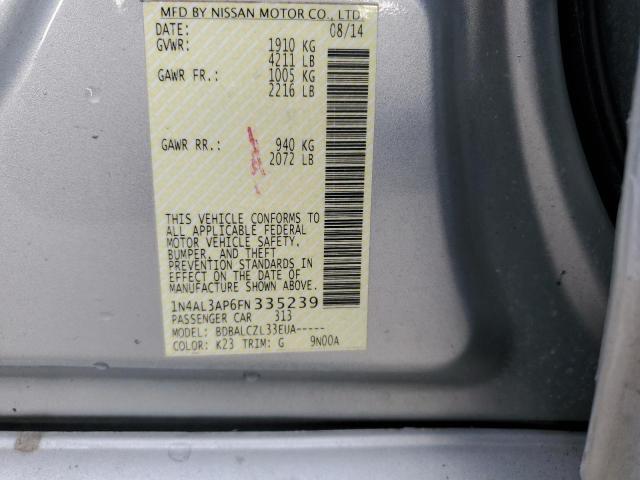 MFD BY NISSAN MOTOR CO., LTD.
DATE: 08/14
GVWR: 1910 KG
4211 LB
GAWR FR.: 1005 KG
2216 LB
GAWR RR.: 940 KG
2072 LB
THIS VEHICLE CONFORMS TO
ALL APPLICABLE FEDERAL
MOTOR VEHICLE SAFETY,
BUMPER, AND THEFT
PREVENTION STANDARDS IN
EFFECT ON THE DATE OF
MANUFACTURE SHOWN ABOVE.
1N4AL3AP6FN335239
PASSENGER CAR 313
MODEL: BDBALCZL33EUA-----
COLOR: K23 TRIM: G 9N00A